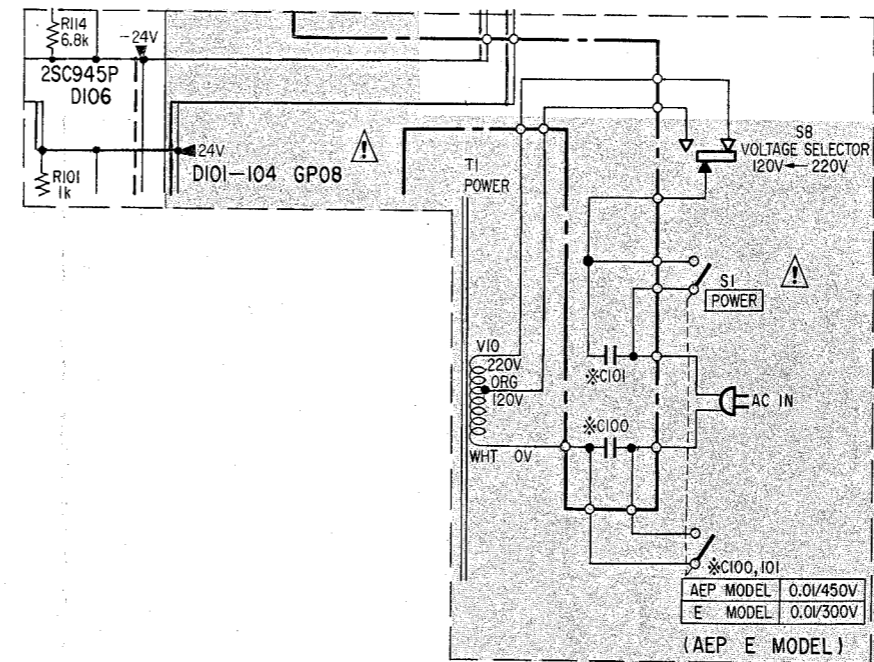 R114
6.8k
-24V
2SC945P
D106
24V
D101-104 GP08
R101
1k
T1
POWER
S8
VOLTAGE SELECTOR
120V ← 220V
S1
POWER
VIO
220V
ORG
120V
※C101
AC IN
※C100
WHT 0V
※C100,101
AEP MODEL 0.01/450V
E MODEL 0.01/300V
(AEP E MODEL)